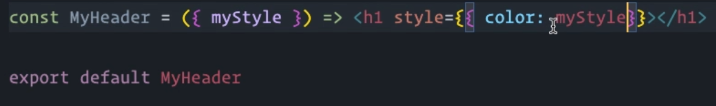 const MyHeader = ({ myStyle }) => <h1 style={{ color: myStyle}}></h1>
export default MyHeader